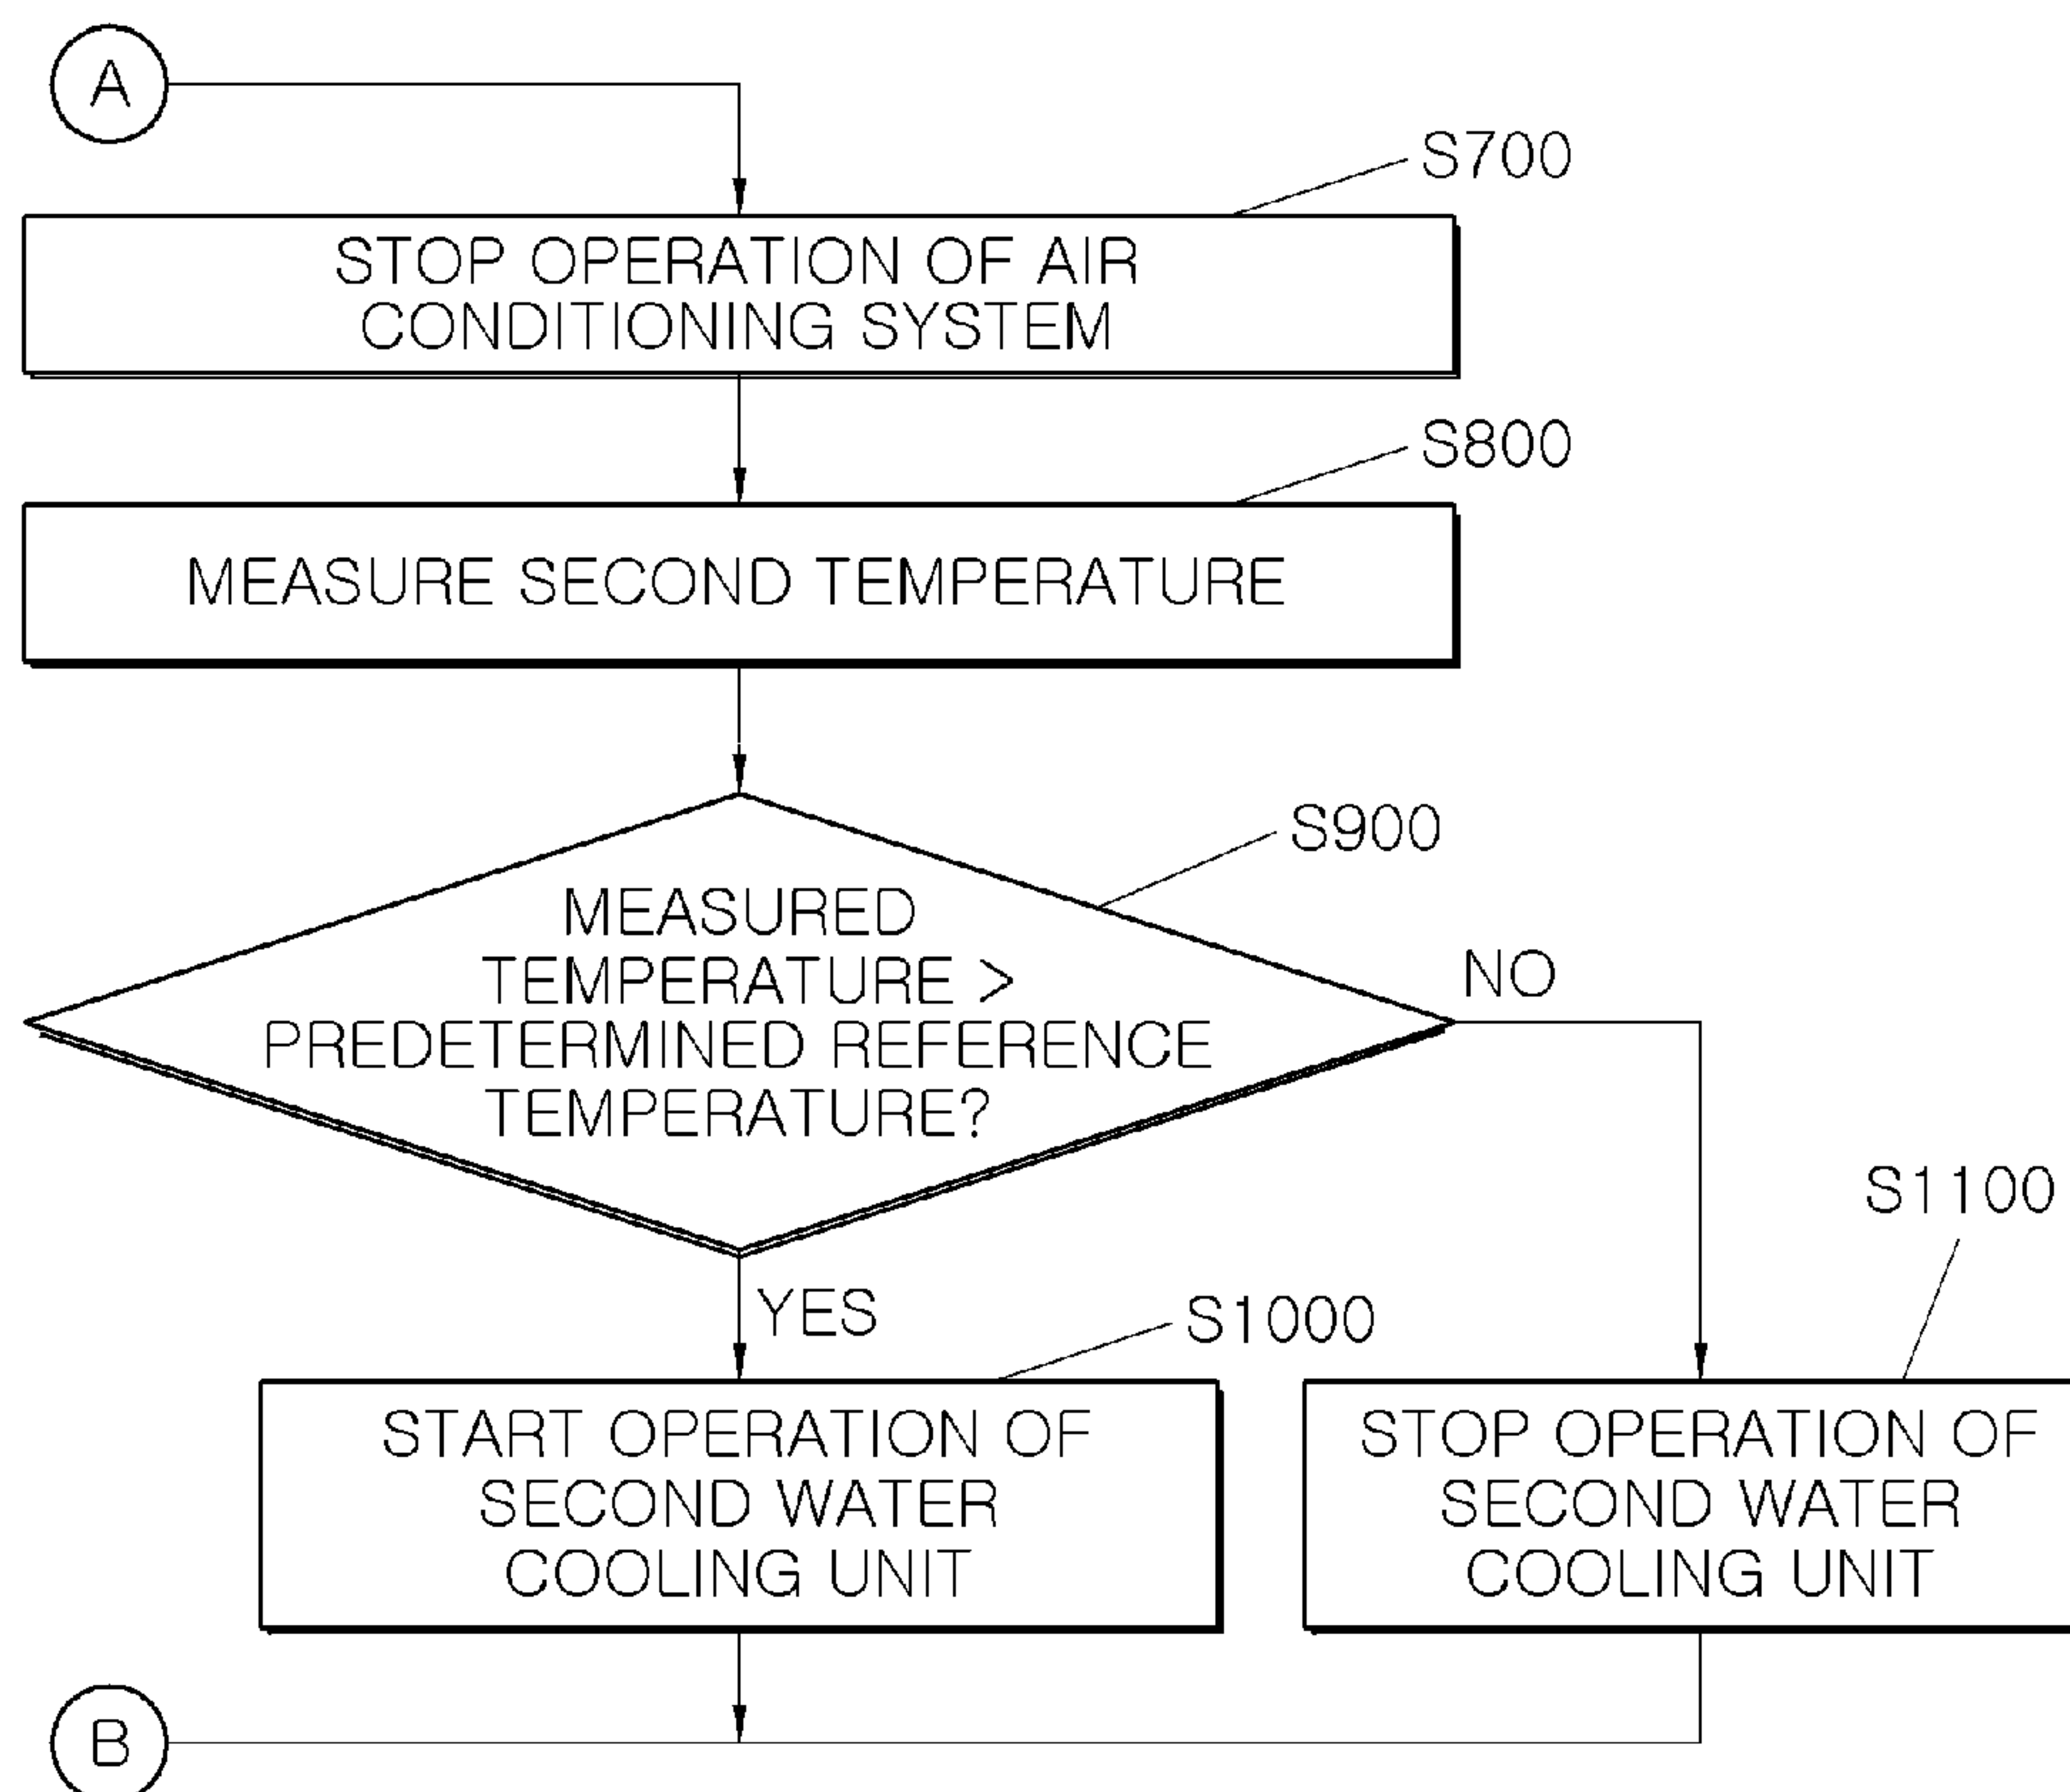 A
S700
STOP OPERATION OF AIR
CONDITIONING SYSTEM
S800
MEASURE SECOND TEMPERATURE
S900
MEASURED
TEMPERATURE >
PREDETERMINED REFERENCE
TEMPERATURE?
NO
YES
S1000
S1100
START OPERATION OF
SECOND WATER
COOLING UNIT
STOP OPERATION OF
SECOND WATER
COOLING UNIT
B